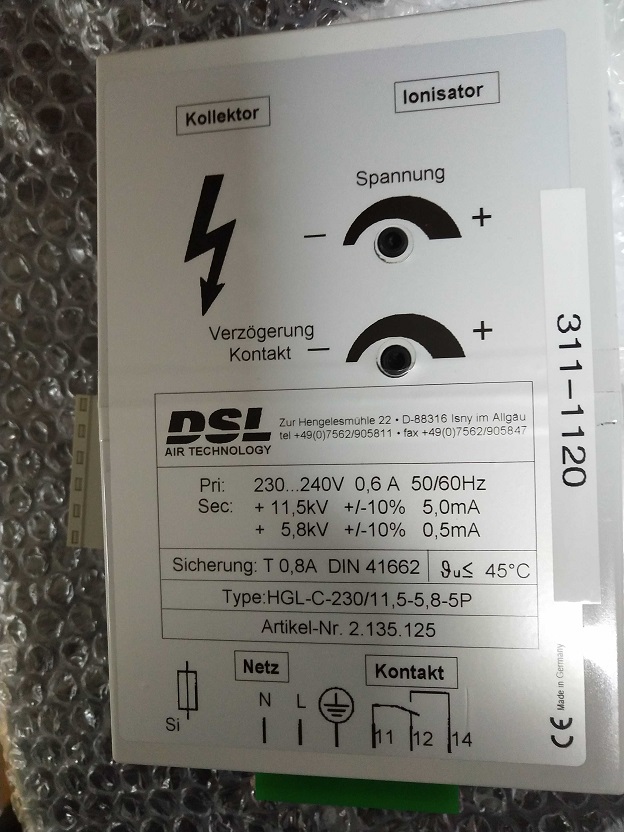 Kollektor
Ionisator
Spannung
– +
Verzögerung
Kontakt – +
DSL
AIR TECHNOLOGY
Zur Hengelesmühle 22 • D-88316 Isny im Allgäu
tel +49(0)7562/905811 • fax +49(0)7562/905847
Pri: 230...240V 0,6 A 50/60Hz
Sec: + 11,5kV +/-10% 5,0mA
+ 5,8kV +/-10% 0,5mA
Sicherung: T 0,8A DIN 41662 ϑu≤ 45°C
Type:HGL-C-230/11,5-5,8-5P
Artikel-Nr. 2.135.125
Netz
Kontakt
Si
N L
11 12 14
311-1120
CE Made in Germany